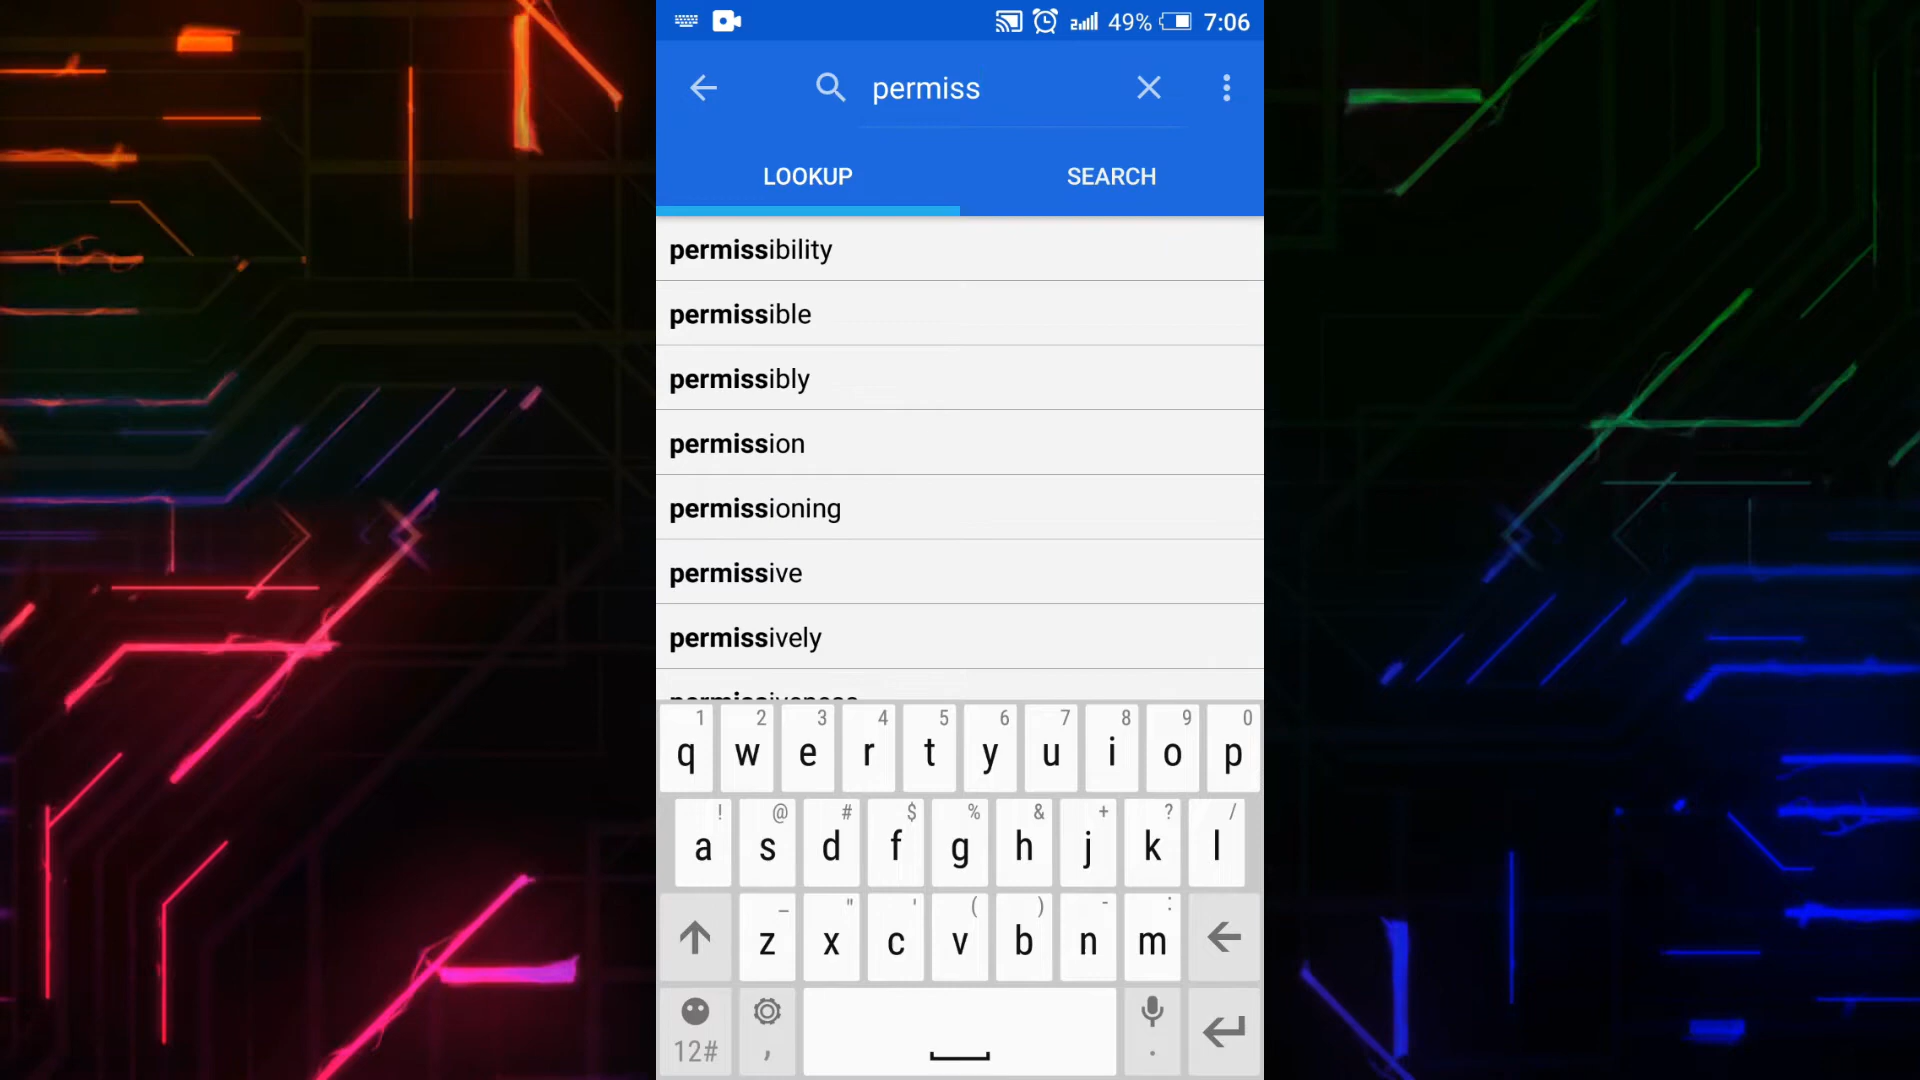 49% 7:06
permiss
LOOKUP SEARCH
permissibility
permissible
permissibly
permission
permissioning
permissive
permissively
permissiveness
1 2 3 4 5 6 7 8 9 0
q w e r t y u i o p
! @ # $ % & + ? /
a s d f g h j k l
_ " ' ( ) - :
z x c v b n m
12# , .